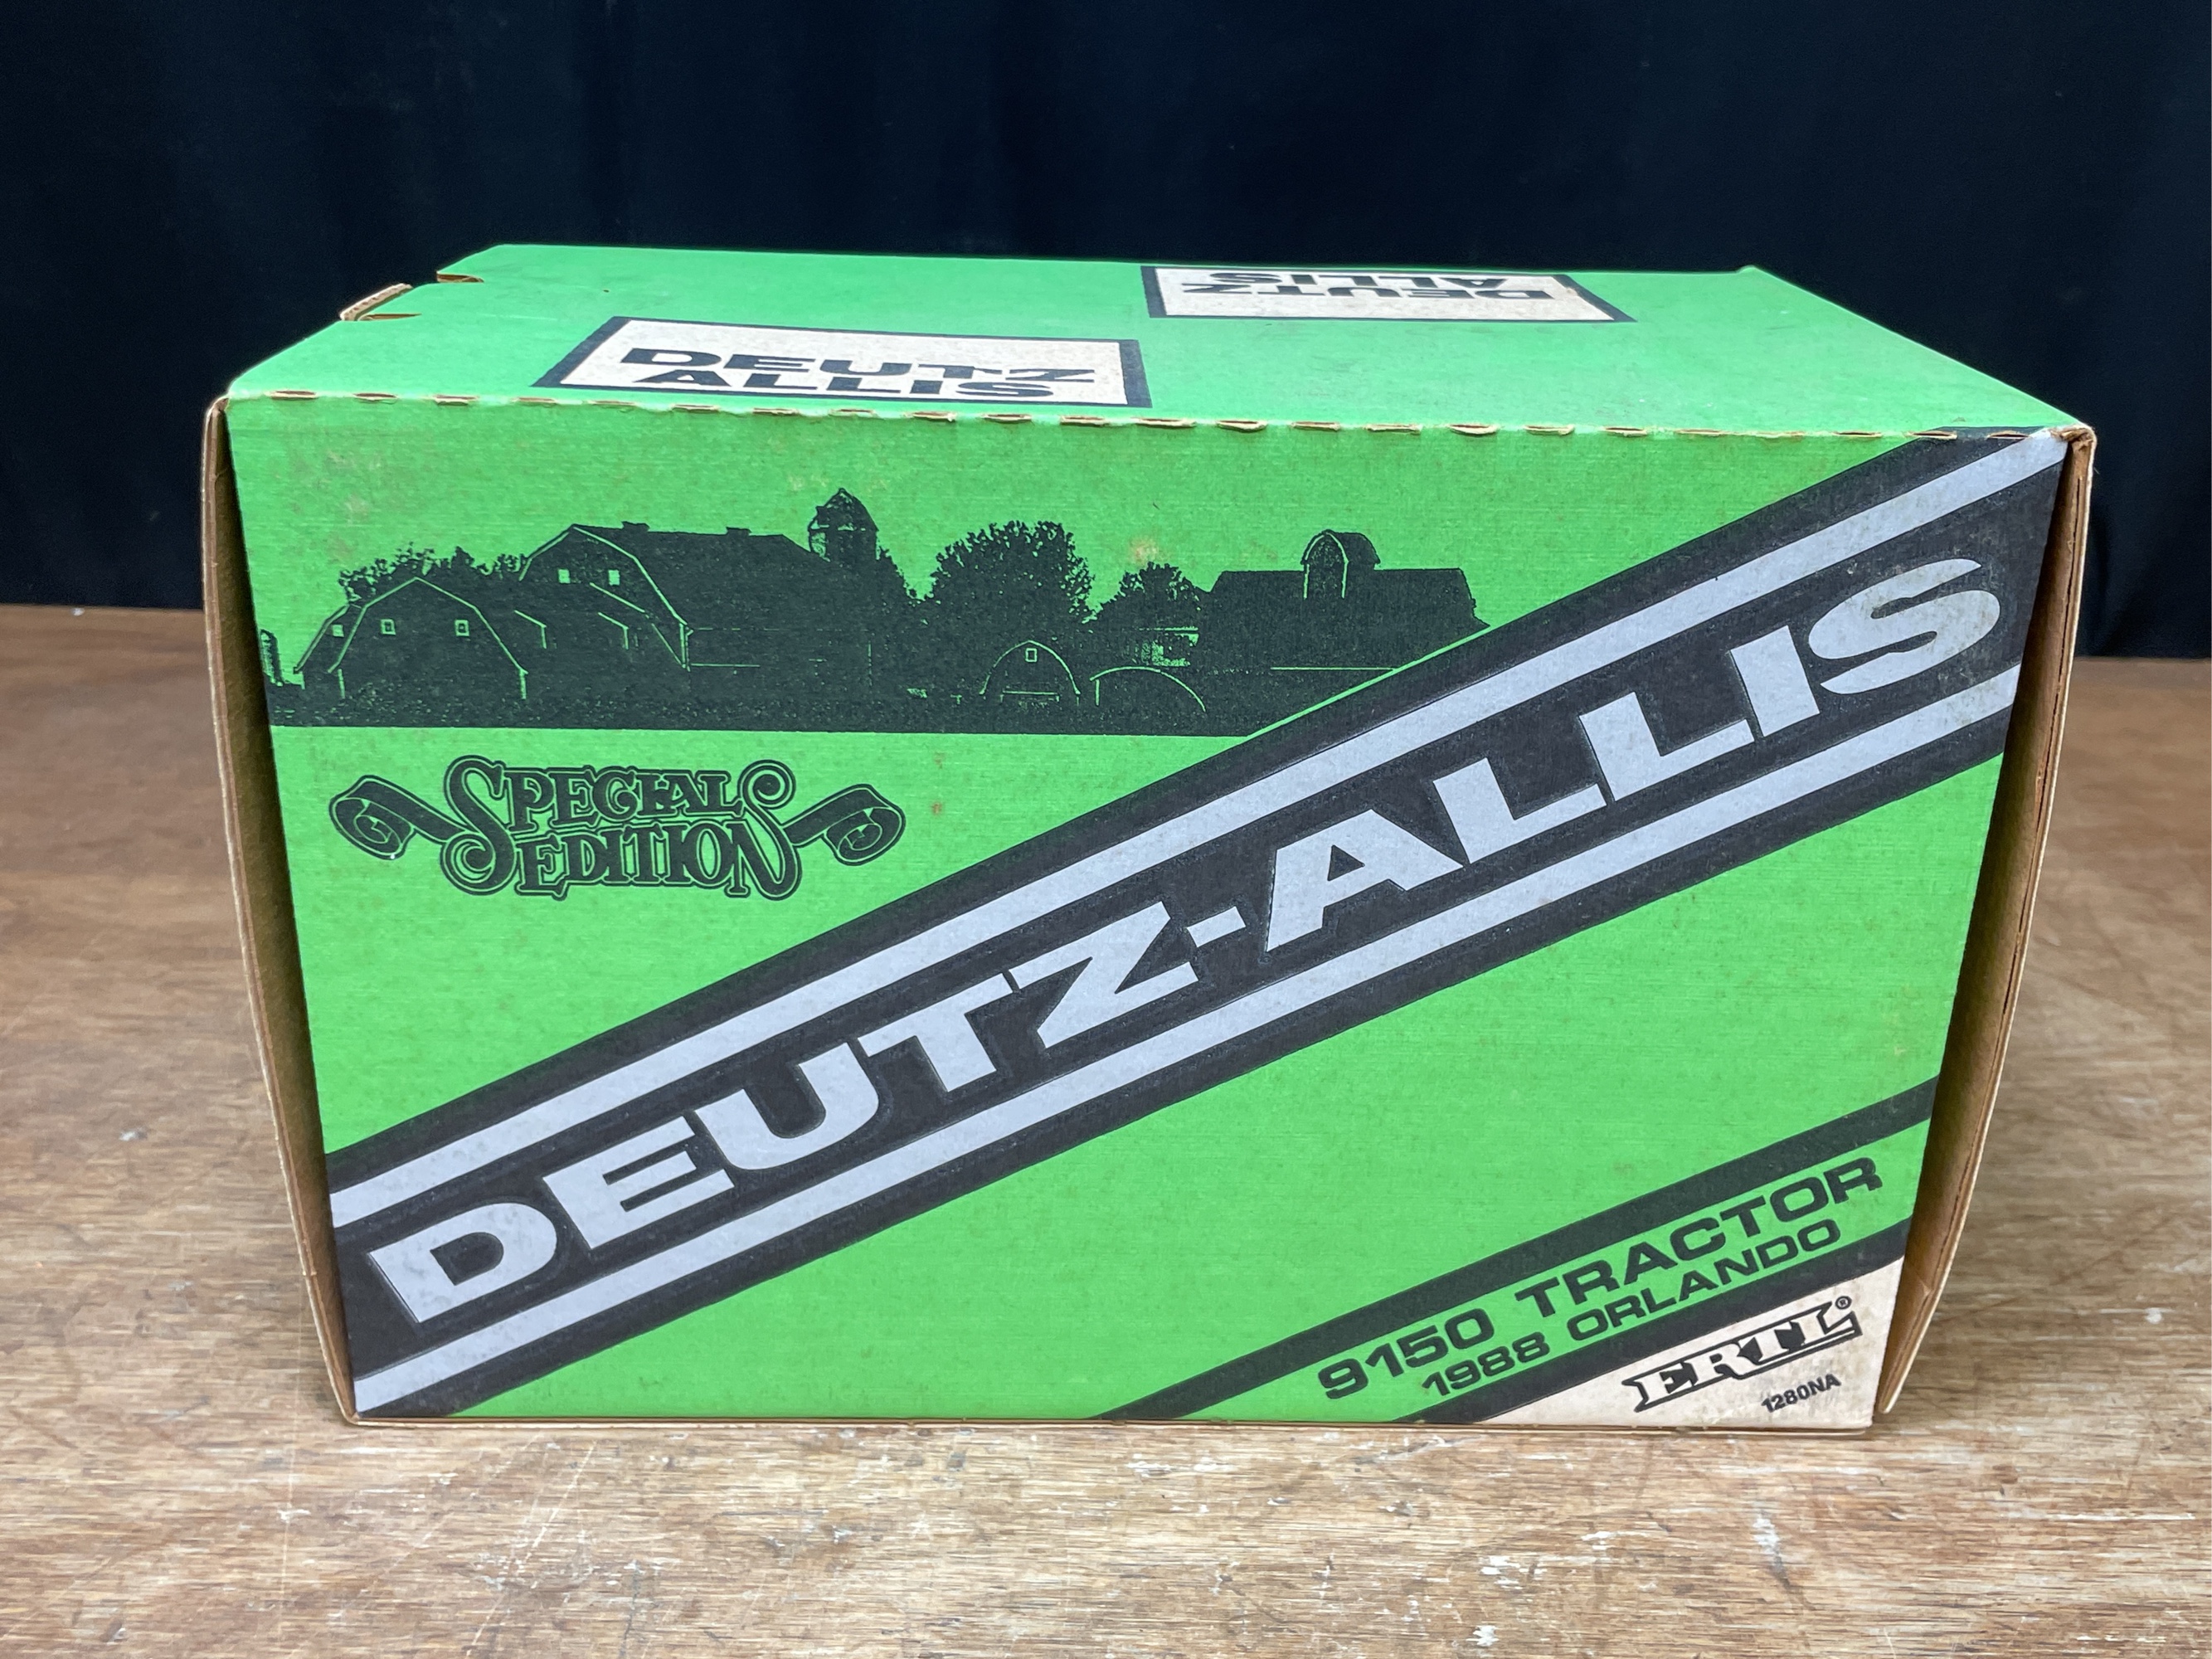 DEUTZ
ALLIS
DEUTZ
ALLIS
SPECIAL
EDITION
DEUTZ-ALLIS
9150 TRACTOR
1988 ORLANDO
ERTL®
1280NA